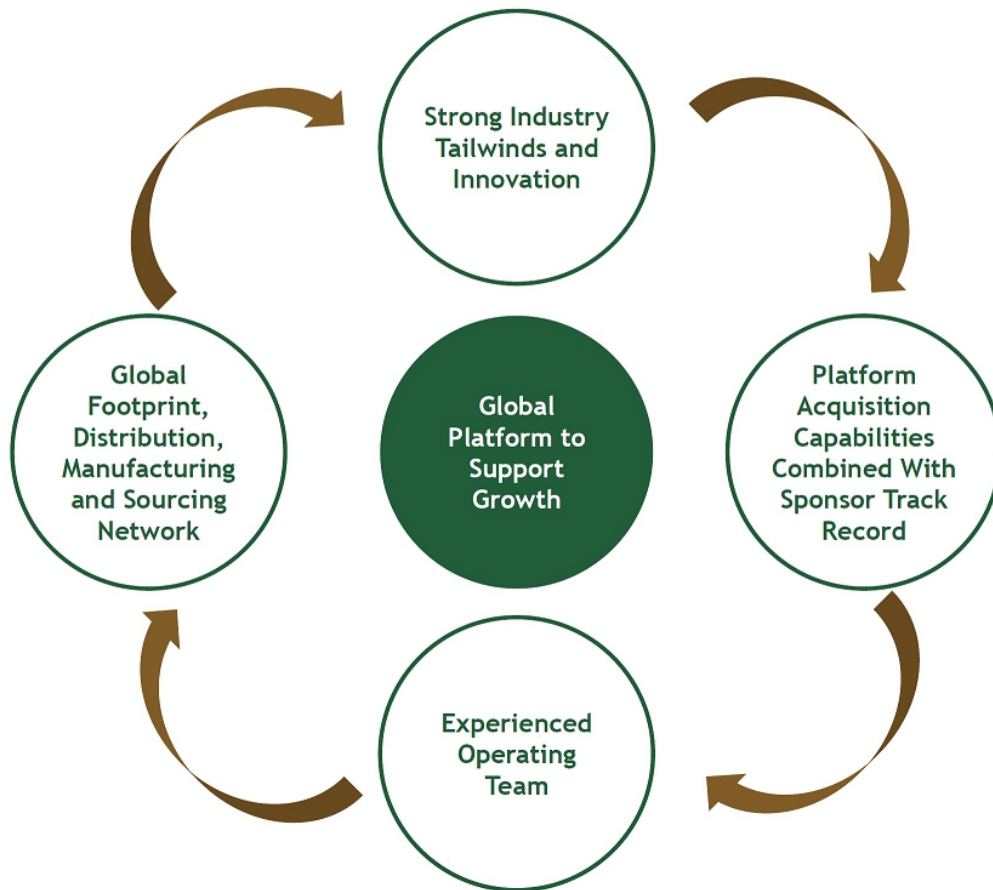 Strong Industry
Tailwinds and
Innovation
Global
Footprint,
Distribution,
Manufacturing
and Sourcing
Network
Global
Platform to
Support
Growth
Platform
Acquisition
Capabilities
Combined With
Sponsor Track
Record
Experienced
Operating
Team